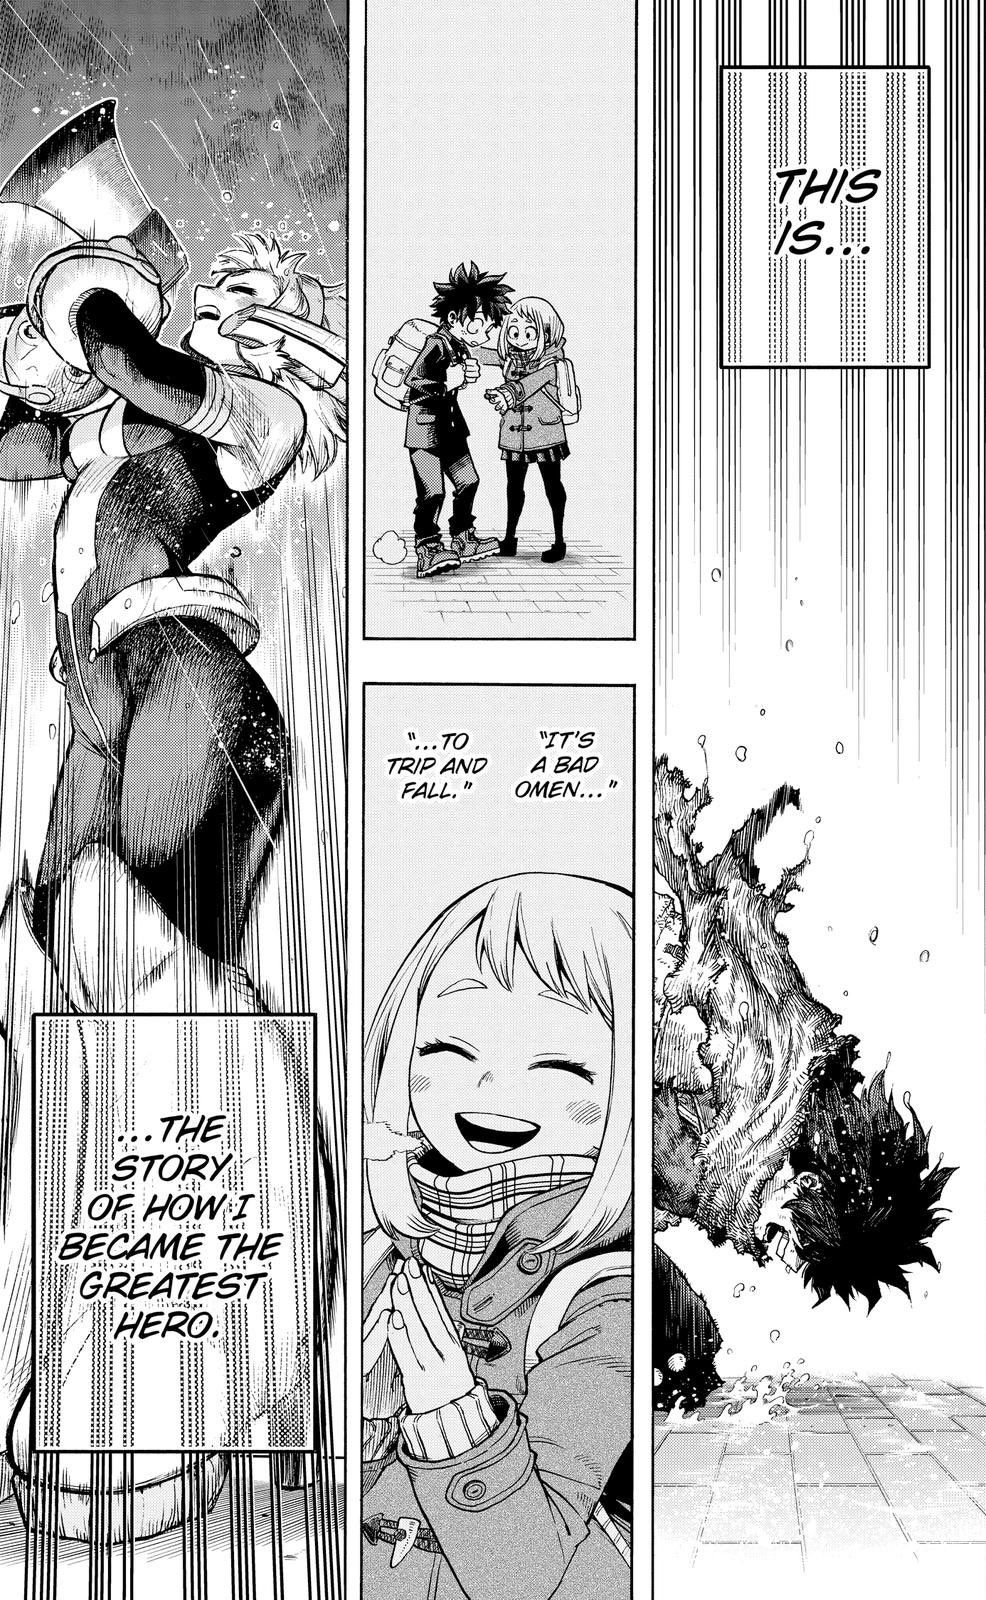 THIS
IS...
"IT'S
A BAD
OMEN..."
"...TO
TRIP AND
FALL."
...THE
STORY
OF HOW I
BECAME THE
GREATEST
HERO.